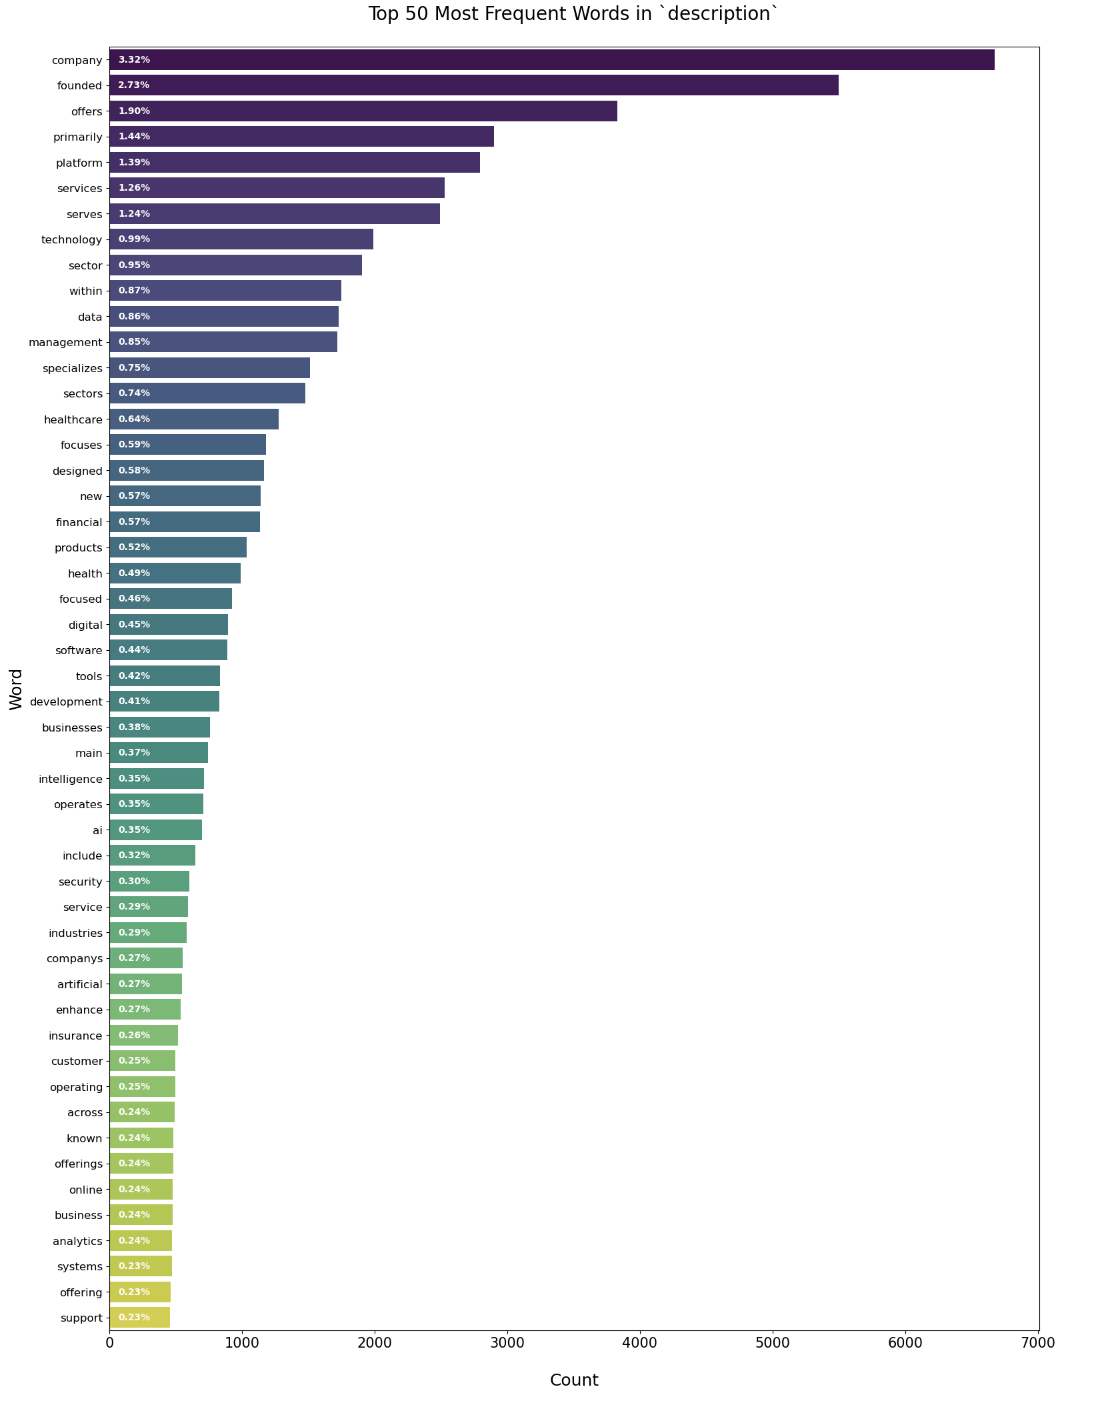 Top 50 Most Frequent Words in `description`
company 3.32%
founded 2.73%
offers 1.90%
primarily 1.44%
platform 1.39%
services 1.26%
serves 1.24%
technology 0.99%
sector 0.95%
within 0.87%
data 0.86%
management 0.85%
specializes 0.75%
sectors 0.74%
healthcare 0.64%
focuses 0.59%
designed 0.58%
new 0.57%
financial 0.57%
products 0.52%
health 0.49%
focused 0.46%
digital 0.45%
software 0.44%
tools 0.42%
Word
development 0.41%
businesses 0.38%
main 0.37%
intelligence 0.35%
operates 0.35%
ai 0.35%
include 0.32%
security 0.30%
service 0.29%
industries 0.29%
companys 0.27%
artificial 0.27%
enhance 0.27%
insurance 0.26%
customer 0.25%
operating 0.25%
across 0.24%
known 0.24%
offerings 0.24%
online 0.24%
business 0.24%
analytics 0.24%
systems 0.23%
offering 0.23%
support 0.23%
0 1000 2000 3000 4000 5000 6000 7000
Count